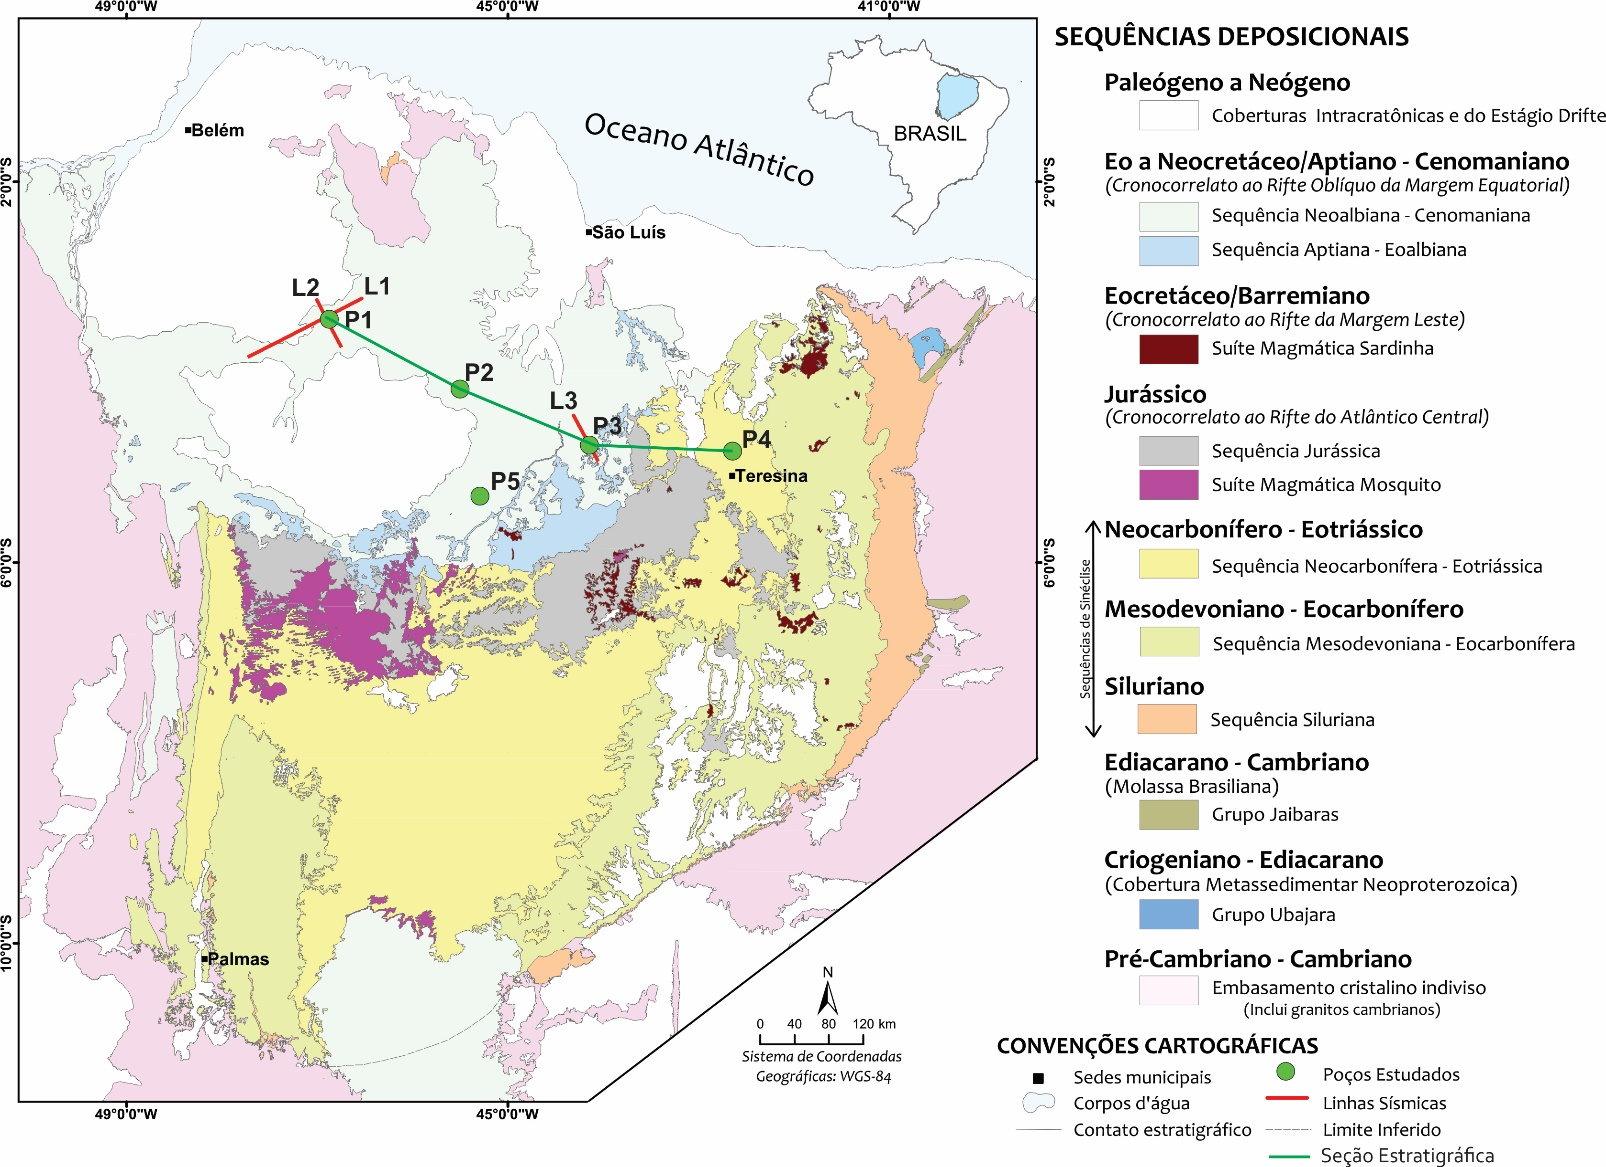 49°0'0"W
45°0'0"W
41°0'0"W
2°0'0"S
6°0'0"S
10°0'0"S
2°0'0"S
6°0'0"S
49°0'0"W
45°0'0"W
Belém
Oceano Atlântico
BRASIL
São Luís
L2
L1
P1
P2
L3
P3
P4
Teresina
P5
Palmas
N
0 40 80 120 km
Sistema de Coordenadas
Geográficas: WGS-84
SEQUÊNCIAS DEPOSICIONAIS
Paleógeno a Neógeno
Coberturas Intracratônicas e do Estágio Drifte
Eo a Neocretáceo/Aptiano - Cenomaniano
(Cronocorrelato ao Rifte Oblíquo da Margem Equatorial)
Sequência Neoalbiana - Cenomaniana
Sequência Aptiana - Eoalbiana
Eocretáceo/Barremiano
(Cronocorrelato ao Rifte da Margem Leste)
Suíte Magmática Sardinha
Jurássico
(Cronocorrelato ao Rifte do Atlântico Central)
Sequência Jurássica
Suíte Magmática Mosquito
Sequências de Sinéclise
Neocarbonífero - Eotriássico
Sequência Neocarbonífera - Eotriássica
Mesodevoniano - Eocarbonífero
Sequência Mesodevoniana - Eocarbonífera
Siluriano
Sequência Siluriana
Ediacarano - Cambriano
(Molassa Brasiliana)
Grupo Jaibaras
Criogeniano - Ediacarano
(Cobertura Metassedimentar Neoproterozoica)
Grupo Ubajara
Pré-Cambriano - Cambriano
Embasamento cristalino indiviso
(Inclui granitos cambrianos)
CONVENÇÕES CARTOGRÁFICAS
Sedes municipais
Corpos d'água
Contato estratigráfico
Poços Estudados
Linhas Sísmicas
Limite Inferido
Seção Estratigráfica